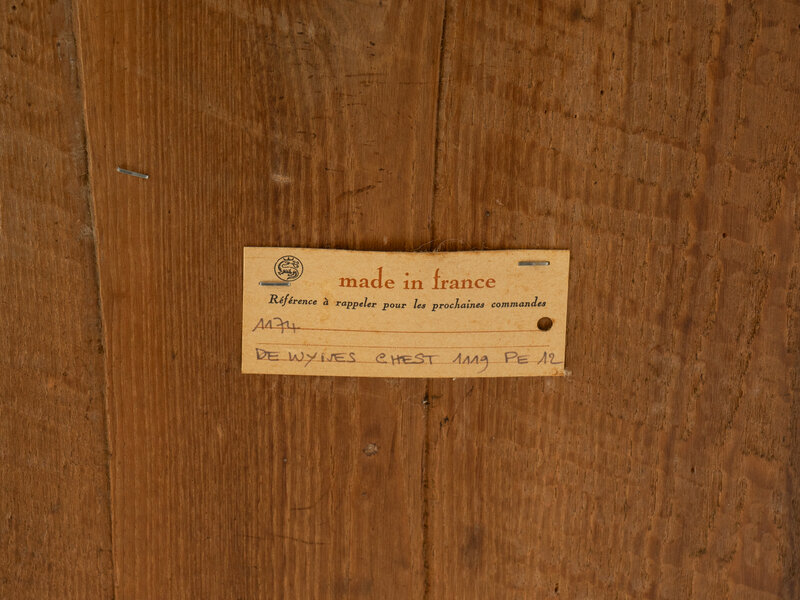 made in france
Référence à rappeler pour les prochaines commandes
1174
DE WYNES CHEST 1119 PE 12